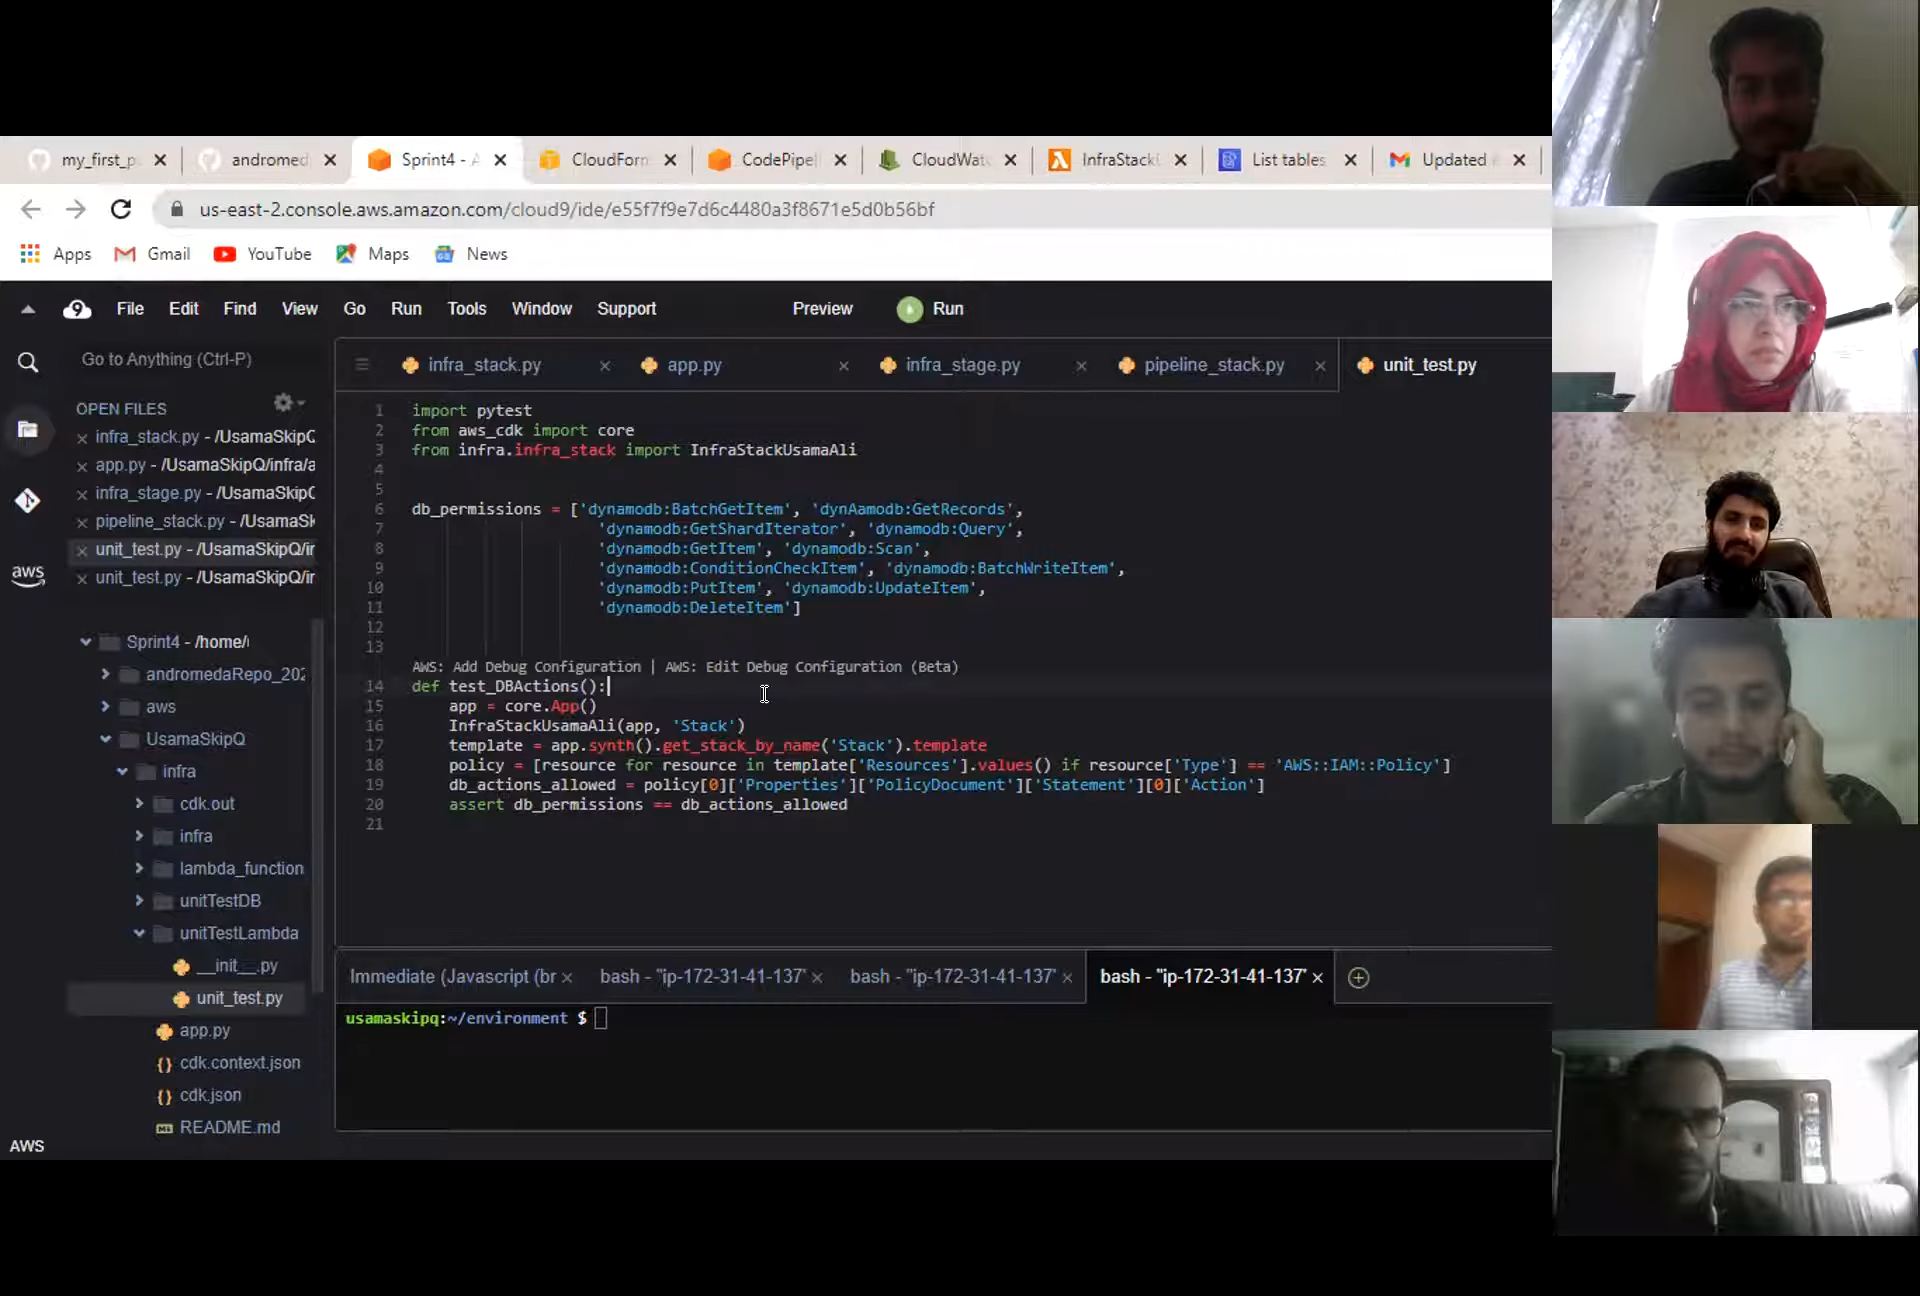 my_first_p
andromed
Sprint4 - A
CloudForm
CodePipel
CloudWat
InfraStack
List tables
Updated
us-east-2.console.aws.amazon.com/cloud9/ide/e55f7f9e7d6c4480a3f8671e5d0b56bf
Apps Gmail YouTube Maps News
File Edit Find View Go Run Tools Window Support Preview Run
Go to Anything (Ctrl-P)
OPEN FILES
infra_stack.py - /UsamaSkipQ
app.py - /UsamaSkipQ/infra/a
infra_stage.py - /UsamaSkipQ
pipeline_stack.py - /UsamaSk
unit_test.py - /UsamaSkipQ/ir
unit_test.py - /UsamaSkipQ/ir
aws
Sprint4 - /home/
andromedaRepo_202
aws
UsamaSkipQ
infra
cdk.out
infra
lambda_function
unitTestDB
unitTestLambda
__init__.py
unit_test.py
app.py
cdk.context.json
cdk.json
README.md
AWS
infra_stack.py
app.py
infra_stage.py
pipeline_stack.py
unit_test.py
1 import pytest
2 from aws_cdk import core
3 from infra.infra_stack import InfraStackUsamaAli
4
5
6 db_permissions = ['dynamodb:BatchGetItem', 'dynAamodb:GetRecords',
7 'dynamodb:GetShardIterator', 'dynamodb:Query',
8 'dynamodb:GetItem', 'dynamodb:Scan',
9 'dynamodb:ConditionCheckItem', 'dynamodb:BatchWriteItem',
10 'dynamodb:PutItem', 'dynamodb:UpdateItem',
11 'dynamodb:DeleteItem']
12
13
AWS: Add Debug Configuration | AWS: Edit Debug Configuration (Beta)
14 def test_DBActions():
15 app = core.App()
16 InfraStackUsamaAli(app, 'Stack')
17 template = app.synth().get_stack_by_name('Stack').template
18 policy = [resource for resource in template['Resources'].values() if resource['Type'] == 'AWS::IAM::Policy']
19 db_actions_allowed = policy[0]['Properties']['PolicyDocument']['Statement'][0]['Action']
20 assert db_permissions == db_actions_allowed
21
Immediate (Javascript (br
bash - "ip-172-31-41-137"
bash - "ip-172-31-41-137"
bash - "ip-172-31-41-137"
usamaskipq:~/environment $